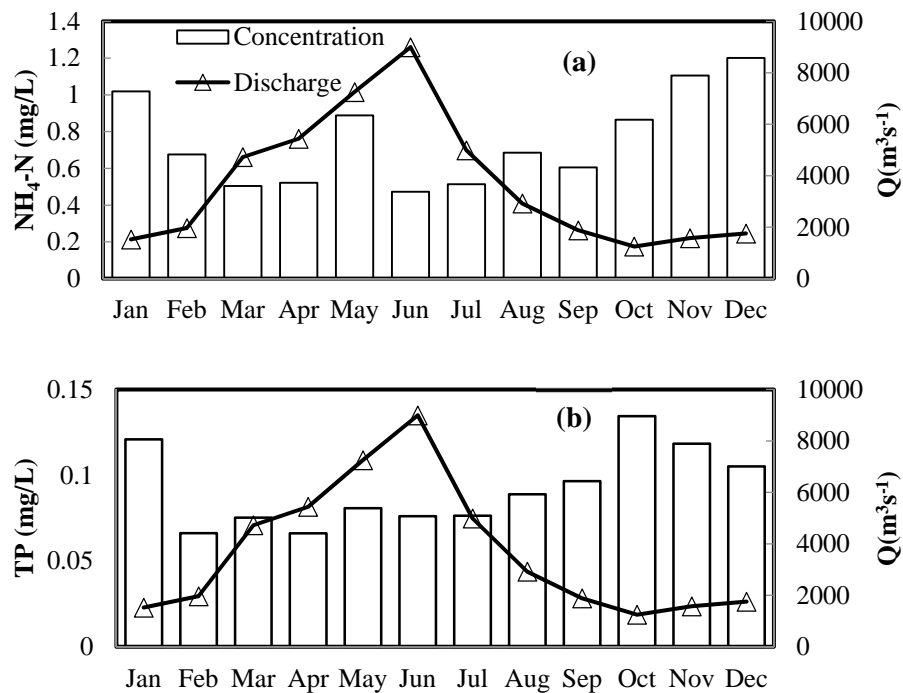 1.4
1.2
1
0.8
0.6
0.4
0.2
0
NH₄-N (mg/L)
Concentration
Discharge
(a)
10000
8000
6000
4000
2000
0
Q(m³s⁻¹)
Jan Feb Mar Apr May Jun Jul Aug Sep Oct Nov Dec
0.15
0.1
0.05
0
TP (mg/L)
(b)
10000
8000
6000
4000
2000
0
Q(m³s⁻¹)
Jan Feb Mar Apr May Jun Jul Aug Sep Oct Nov Dec